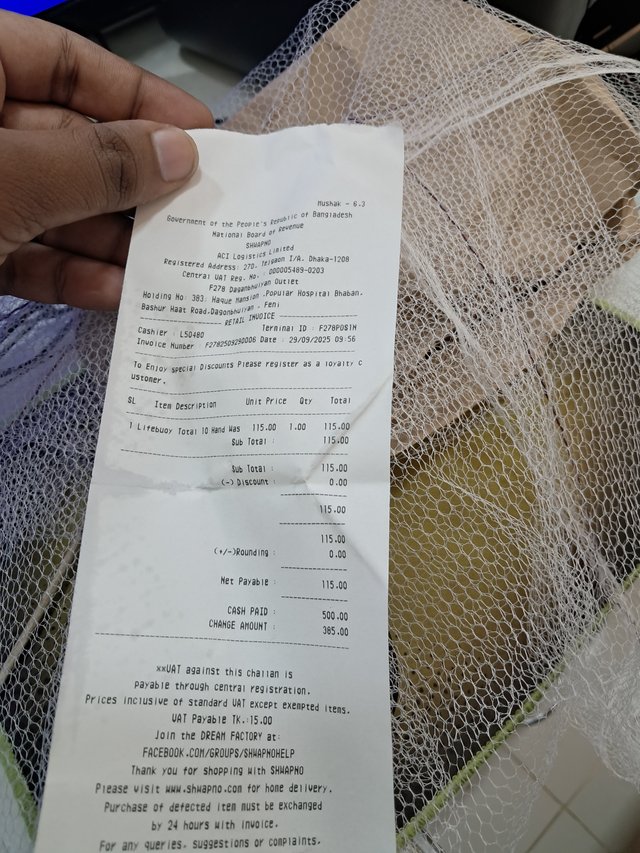 Mushak - 6.3
Government of the People's Republic of Bangladesh
National Board of Revenue
SHWAPNO
ACI Logistics Limited
Registered Address: 270, Tejgaon I/A, Dhaka-1208
Central VAT Reg. No. : 000005489-0203
F278 Daganbhuiyan Outlet
Holding No: 383, Haque Mansion ,Popular Hospital Bhaban,
Bashur Haat Road,Dagonbhuiyan , Feni
RETAIL INVOICE
Cashier : L50480 Terminal ID : F278POS1N
Invoice Number : F2782509290006 Date : 29/09/2025 09:56
To Enjoy special Discounts Please register as a loyalty c
ustomer.
SL Item Description Unit Price Qty Total
1 Lifebuoy Total 10 Hand Was 115.00 1.00 115.00
Sub Total : 115.00
Sub Total : 115.00
(-) Discount : 0.00
115.00
115.00
(+/-)Rounding : 0.00
Net Payable : 115.00
CASH PAID : 500.00
CHANGE AMOUNT : 385.00
**VAT against this challan is
payable through central registration.
Prices inclusive of standard VAT except exempted items.
VAT Payable Tk.:15.00
Join the DREAM FACTORY at:
FACEBOOK.COM/GROUPS/SHWAPNOHELP
Thank you for shopping with SHWAPNO
Please visit www.shwapno.com for home delivery.
Purchase of defected item must be exchanged
by 24 hours with invoice.
For any queries, suggestions or complaints,